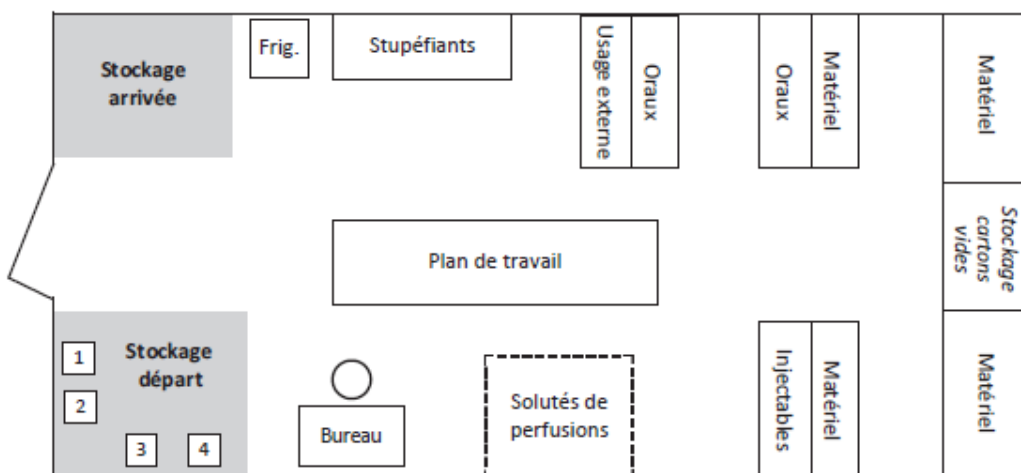 Stockage
arrivée
Frig.
Stupéfiants
Usage externe
Oraux
Oraux
Matériel
Matériel
Plan de travail
Stockage
cartons
vides
1
2
Stockage
départ
3
4
Bureau
Solutés de
perfusions
Injectables
Matériel
Matériel